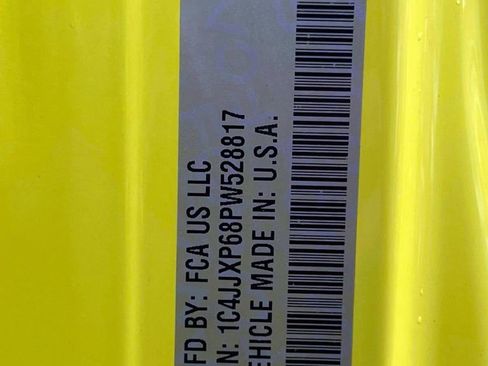 FD BY: FCA US LLC
N: 1C4JJXP68PW528817
EHICLE MADE IN: U.S.A.